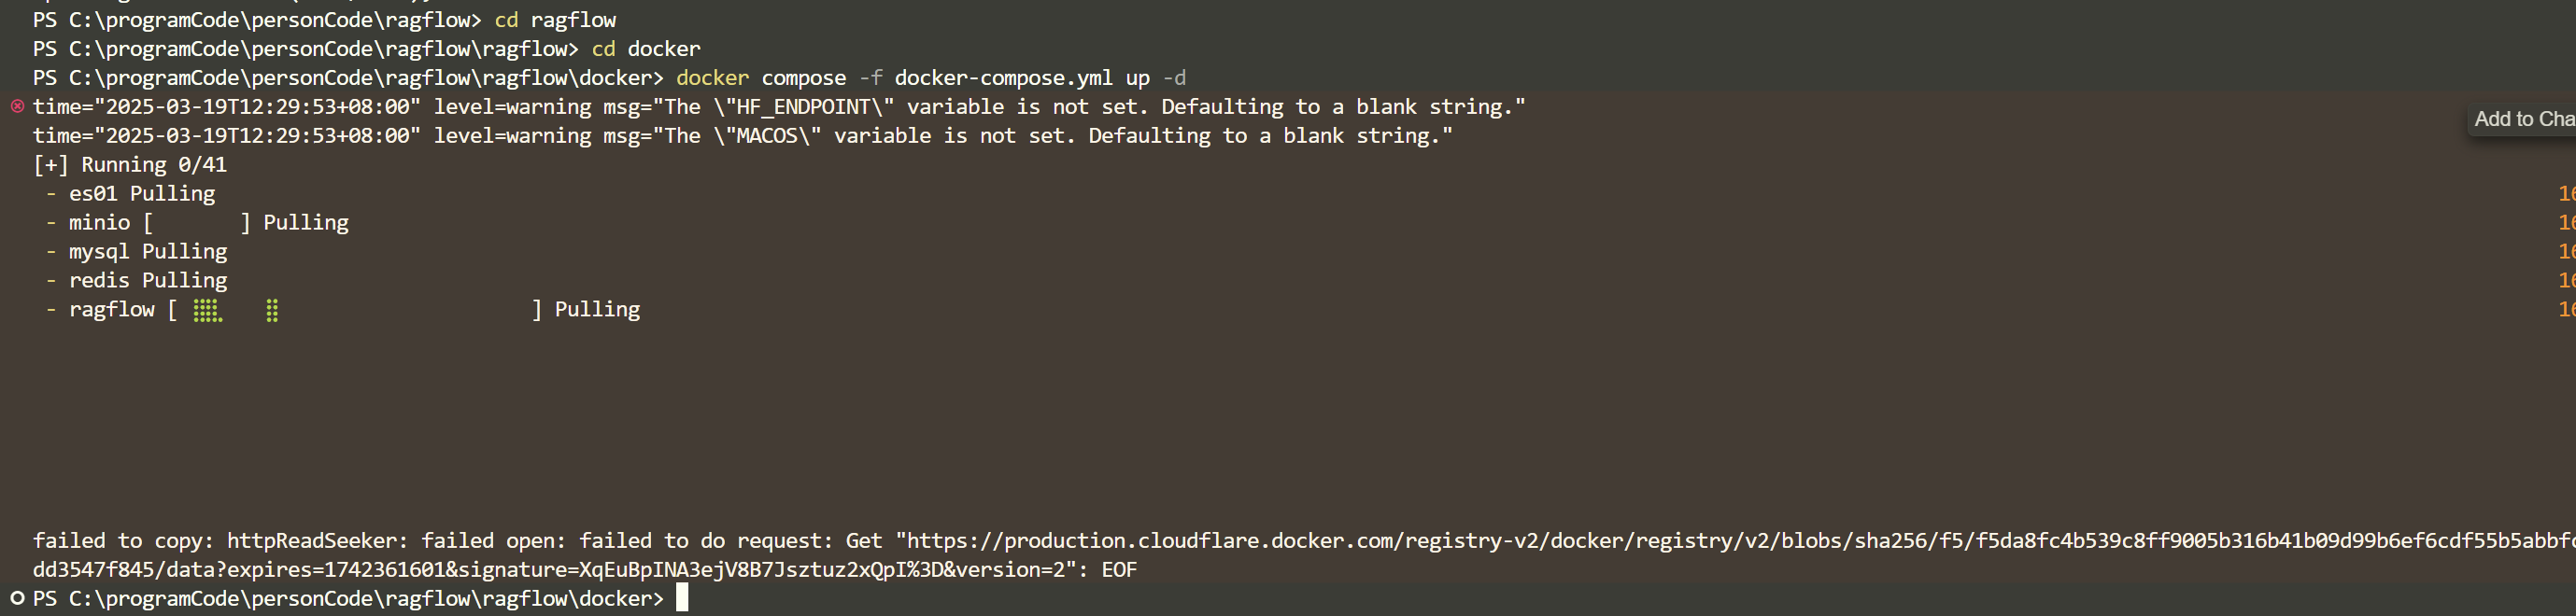 PS C:\programCode\personCode\ragflow> cd ragflow
PS C:\programCode\personCode\ragflow\ragflow> cd docker
PS C:\programCode\personCode\ragflow\ragflow\docker> docker compose -f docker-compose.yml up -d
time="2025-03-19T12:29:53+08:00" level=warning msg="The \"HF_ENDPOINT\" variable is not set. Defaulting to a blank string."
Add to Cha
time="2025-03-19T12:29:53+08:00" level=warning msg="The \"MACOS\" variable is not set. Defaulting to a blank string."
[+] Running 0/41
- es01 Pulling 16
- minio [ ] Pulling 16
- mysql Pulling 16
- redis Pulling 16
- ragflow [ ⣿⣿⣦ ⣿ ] Pulling 16
failed to copy: httpReadSeeker: failed open: failed to do request: Get "https://production.cloudflare.docker.com/registry-v2/docker/registry/v2/blobs/sha256/f5/f5da8fc4b539c8ff9005b316b41b09d99b6ef6cdf55b5abbfc
dd3547f845/data?expires=1742361601&signature=XqEuBpINA3ejV8B7Jsztuz2xQpI%3D&version=2": EOF
PS C:\programCode\personCode\ragflow\ragflow\docker>